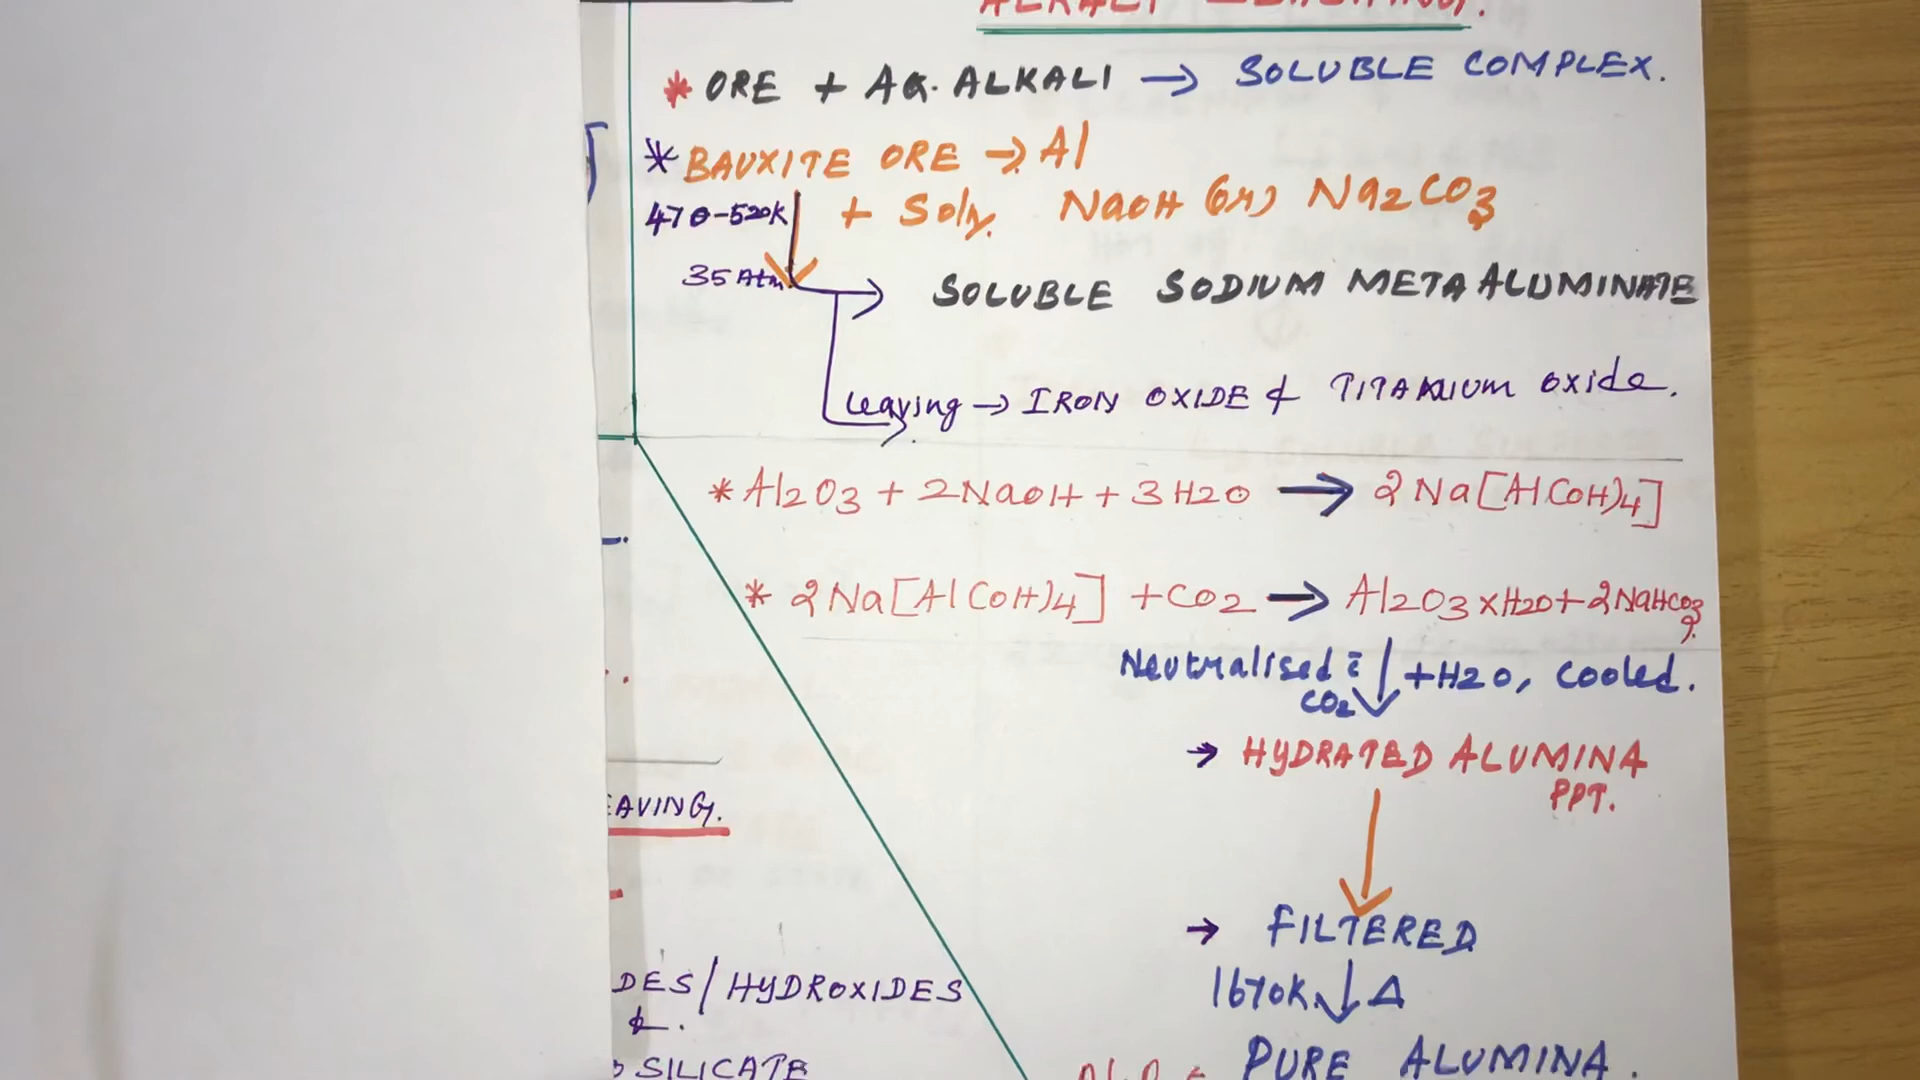 * ORE + AQ. ALKALI → SOLUBLE COMPLEX.
* BAUXITE ORE → Al
470-520K + Soln. NaOH (or) Na2CO3
35 Atm → SOLUBLE SODIUM META ALUMINATE
Leaving → IRON OXIDE & TITANIUM Oxide.
* Al2O3 + 2NaOH + 3H2O → 2Na[Al(OH)4]
* 2Na[Al(OH)4] + CO2 → Al2O3 xH2O + 2NaHCO3
Neutralised c̄ CO2 ↓ + H2O, Cooled.
→ HYDRATED ALUMINA
PPT.
EAVING.
→ FILTERED
1670K ↓ Δ
DES/HYDROXIDES
&.
PURE ALUMINA.
SILICATE